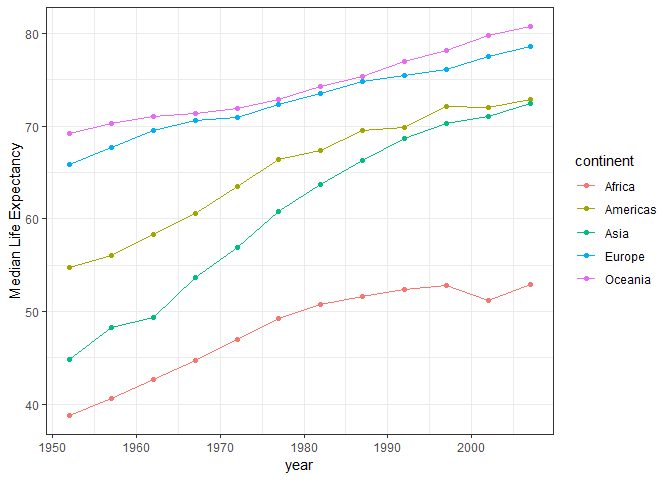 80
70
60
50
40
Median Life Expectancy
1950 1960 1970 1980 1990 2000
year
continent
Africa
Americas
Asia
Europe
Oceania